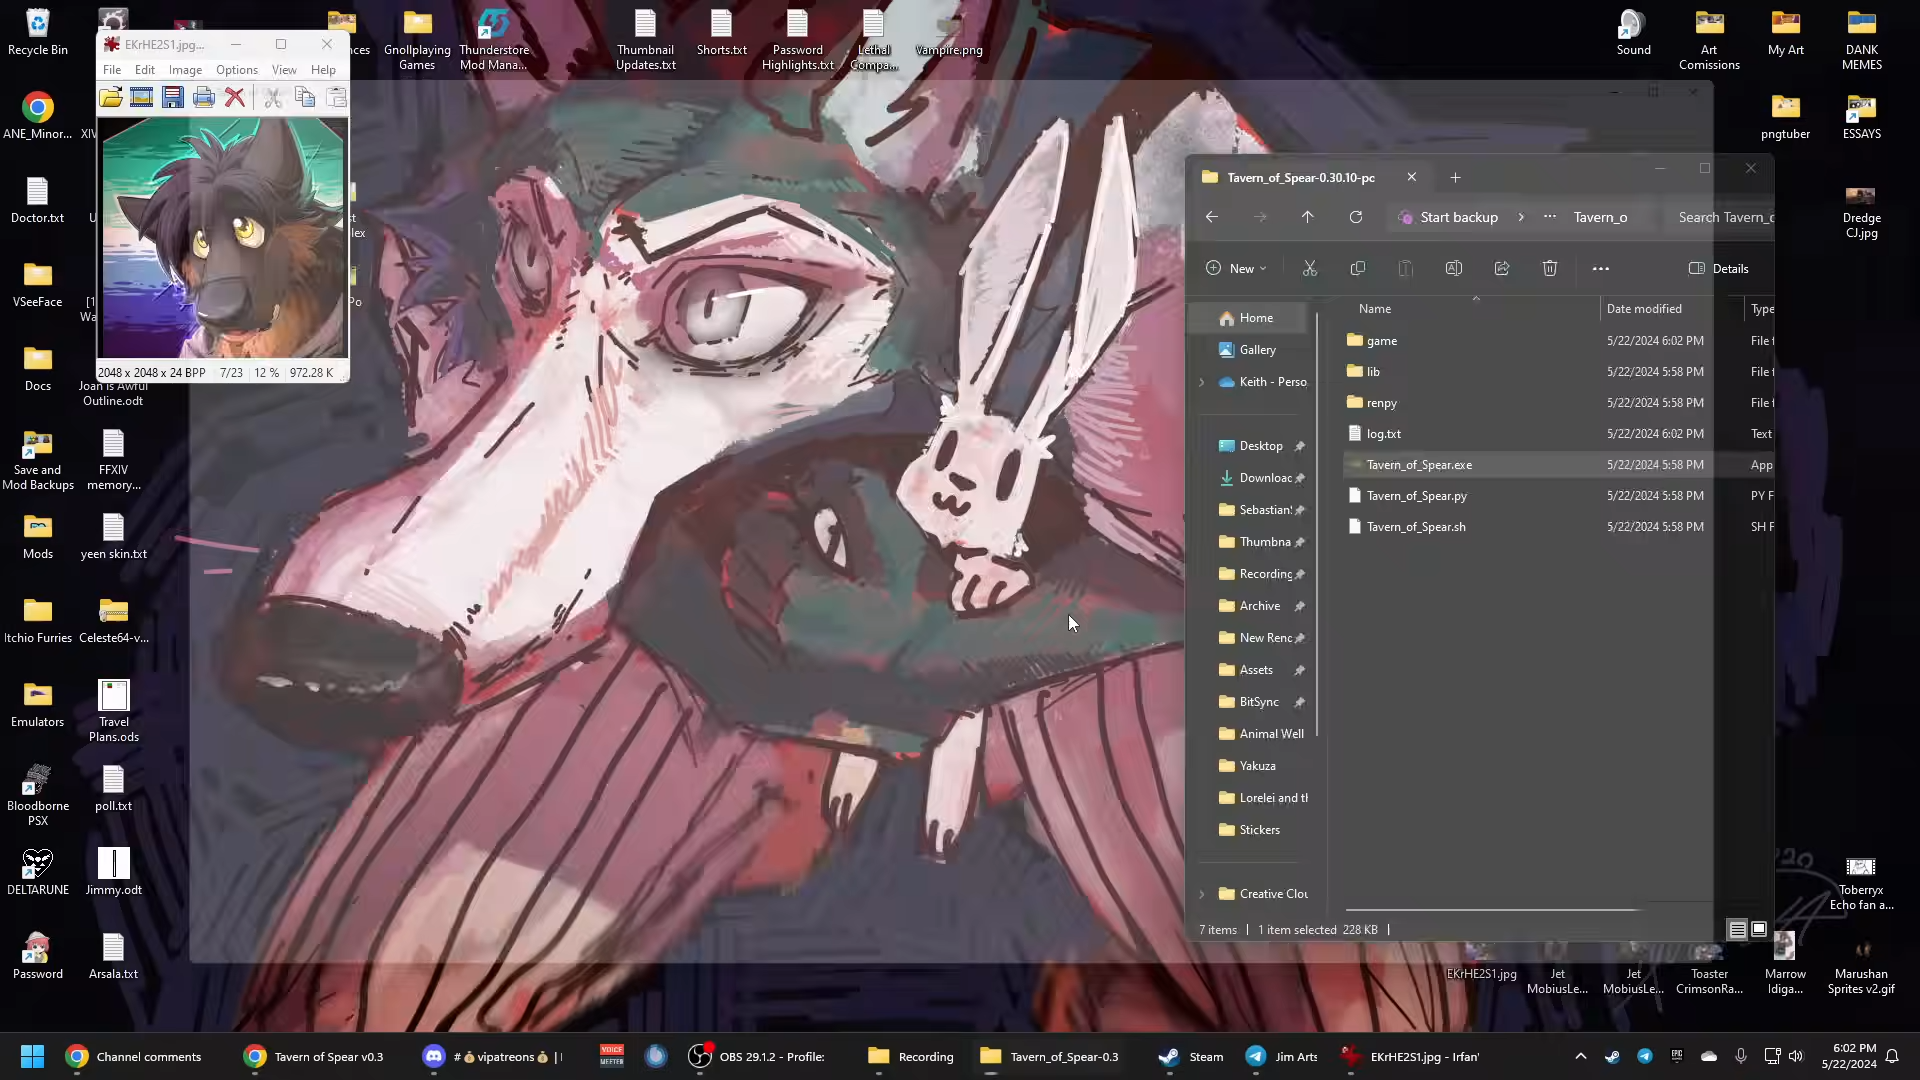 Recycle Bin
nces
Gnollplaying
Games
Thunderstore
Mod Mana...
Thumbnail
Updates.txt
Shorts.txt
Password
Highlights.txt
Lethal
Compa...
Vampire.png
Sound
Art
Comissions
My Art
DANK
MEMES
EKrHE2S1.jpg...
File Edit Image Options View Help
2048 x 2048 x 24 BPP 7/23 12 % 972.28 K
ANE_Minor...
XIV
pngtuber
ESSAYS
Doctor.txt
Dredge
CJ.jpg
VSeeFace
Docs
Joan is Awful
Outline.odt
Save and
Mod Backups
FFXIV
memory...
Mods
yeen skin.txt
Itchio Furries
Celeste64-v...
Emulators
Travel
Plans.ods
Bloodborne
PSX
poll.txt
DELTARUNE
Jimmy.odt
Password
Arsala.txt
Tavern_of_Spear-0.30.10-pc
Start backup
Tavern_o
Search Tavern_
New
Details
Name Date modified Type
Home
Gallery
Keith - Perso
Desktop
Downloac
Sebastian
Thumbna
Recording
Archive
New Renc
Assets
BitSync
Animal Well
Yakuza
Lorelei and th
Stickers
Creative Clou
game 5/22/2024 6:02 PM File f
lib 5/22/2024 5:58 PM File f
renpy 5/22/2024 5:58 PM File f
log.txt 5/22/2024 6:02 PM Text
Tavern_of_Spear.exe 5/22/2024 5:58 PM App
Tavern_of_Spear.py 5/22/2024 5:58 PM PY F
Tavern_of_Spear.sh 5/22/2024 5:58 PM SH F
7 items 1 item selected 228 KB
Toberryx
Echo fan a...
EKrHE2S1.jpg
Jet
MobiusLe...
Jet
MobiusLe...
Toaster
CrimsonRa...
Marrow
Idiga...
Marushan
Sprites v2.gif
Channel comments
Tavern of Spear v0.3
# 💰vipatreons💰 |
VOICE
MEETER
OBS 29.1.2 - Profile:
Recording
Tavern_of_Spear-0.3
Steam
Jim Arts
EKrHE2S1.jpg - Irfan
EPIC
6:02 PM
5/22/2024